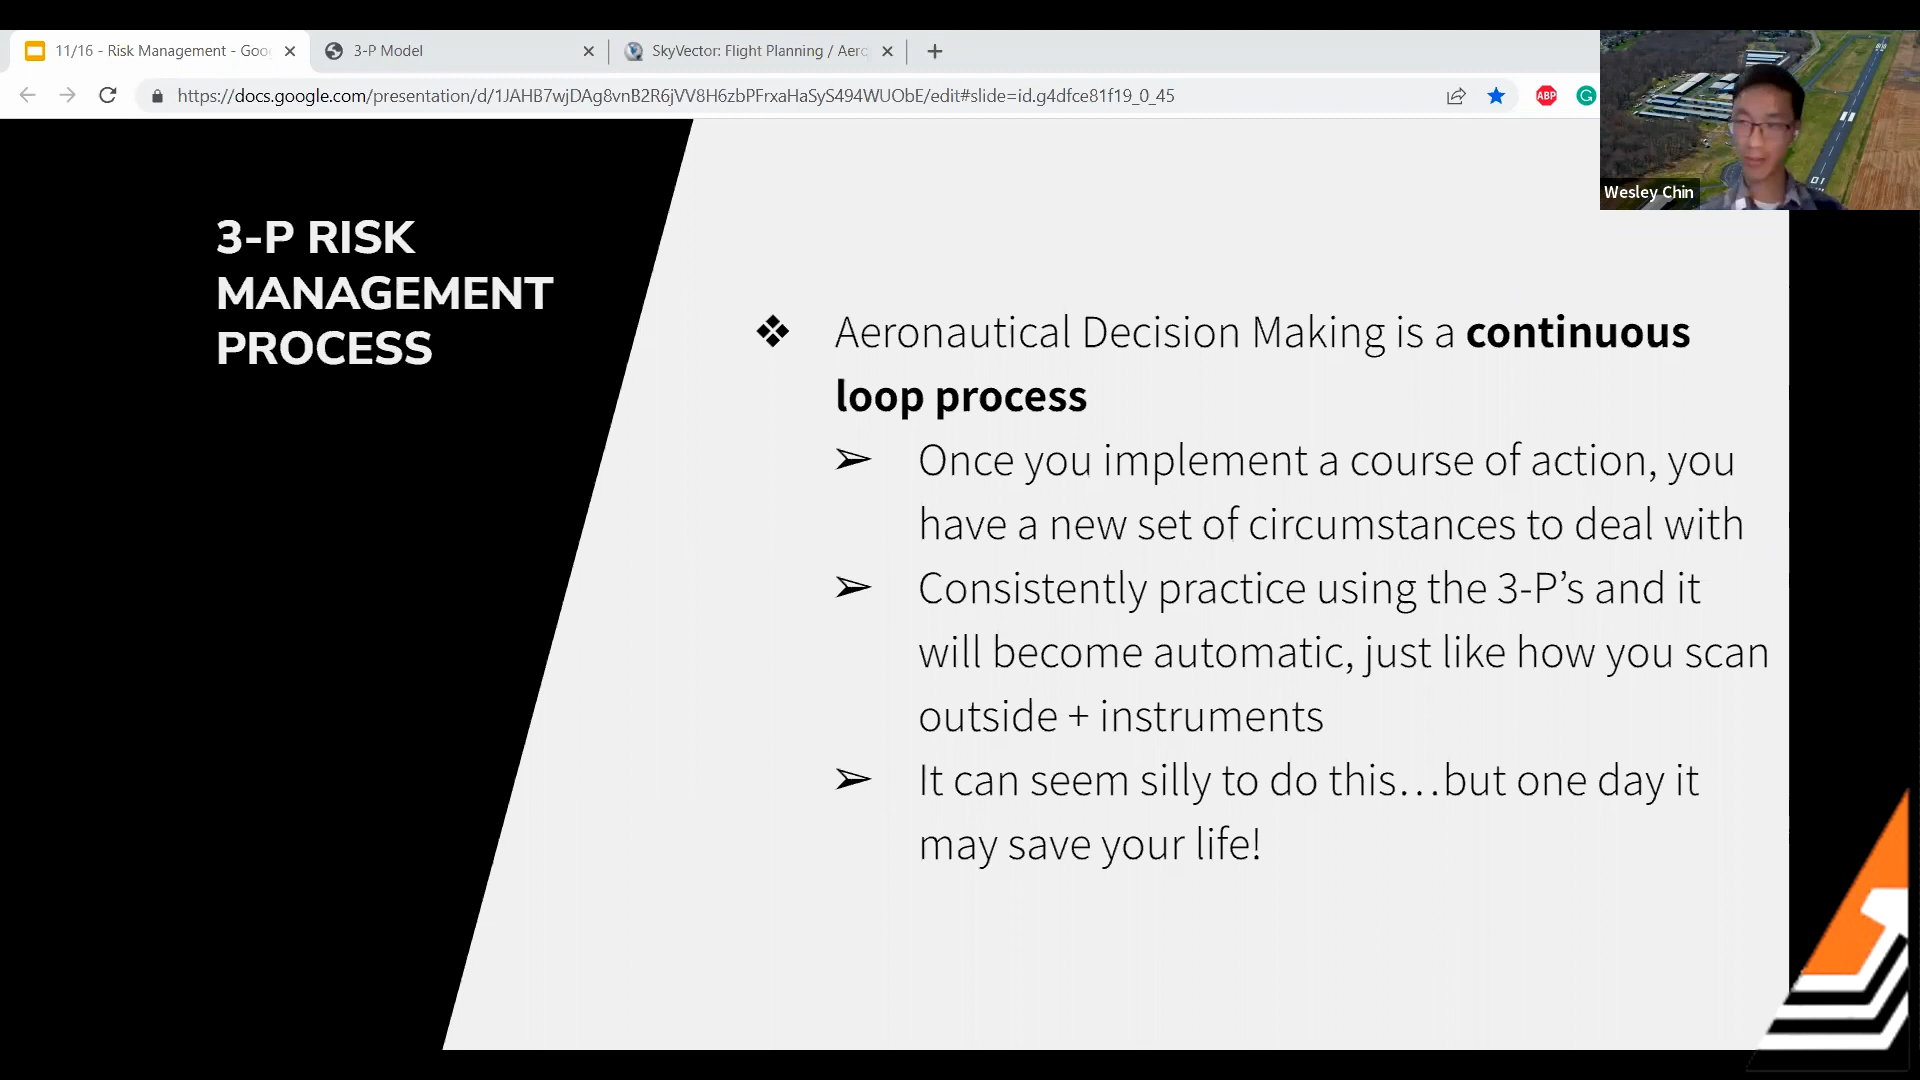 11/16 - Risk Management - Goo
3-P Model
SkyVector: Flight Planning / Aero
https://docs.google.com/presentation/d/1JAHB7wjDAg8vnB2R6jVV8H6zbPFrxaHaSyS494WUObE/edit#slide=id.g4dfce81f19_0_45
ABP
Wesley Chin
01
3-P RISK
MANAGEMENT
PROCESS
❖ Aeronautical Decision Making is a continuous
loop process
➢ Once you implement a course of action, you
have a new set of circumstances to deal with
➢ Consistently practice using the 3-P’s and it
will become automatic, just like how you scan
outside + instruments
➢ It can seem silly to do this…but one day it
may save your life!